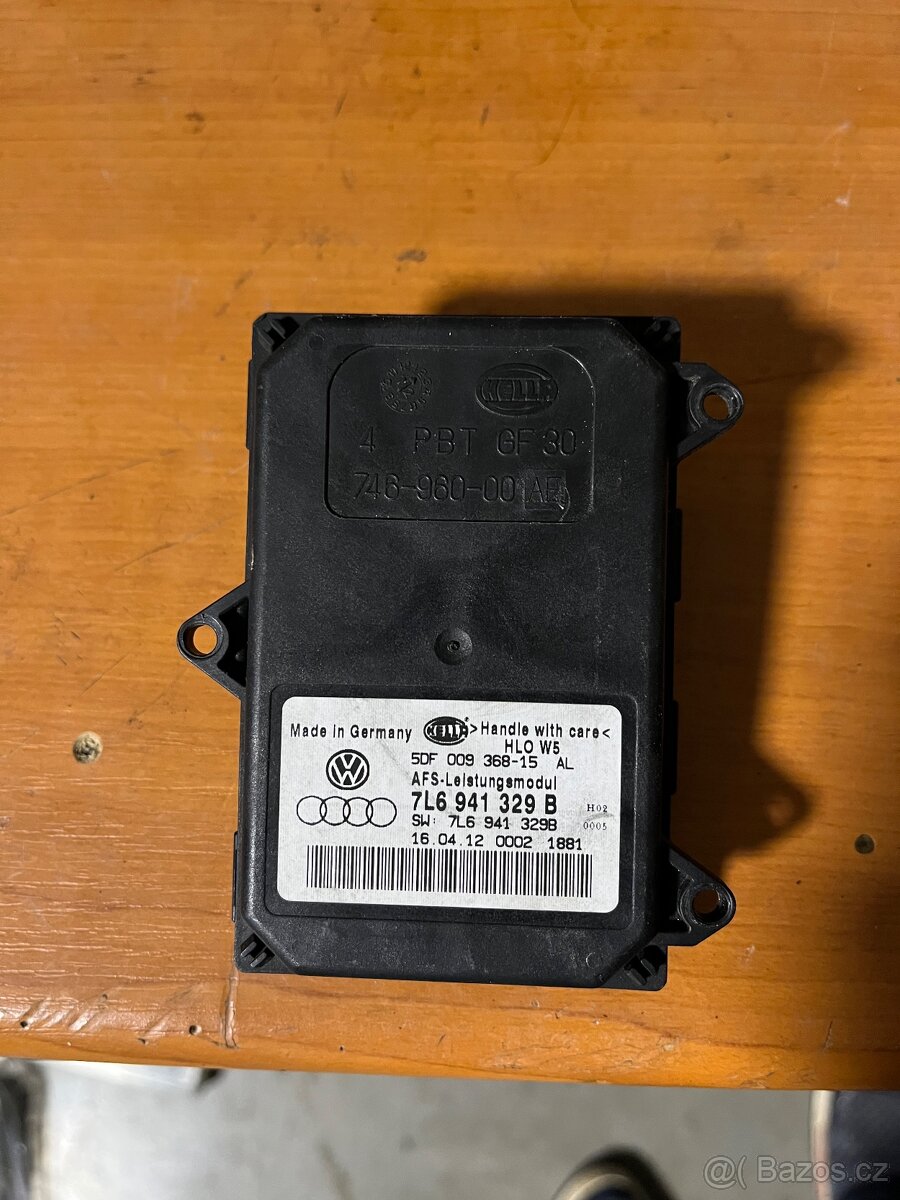 HELLA
4 PBT GF 30
746-960-00 AE
Made in Germany HELLA >Handle with care<
HLO W5
5DF 009 368-15 AL
AFS-Leistungsmodul
7L6 941 329 B H02
SW: 7L6 941 329B 0005
16.04.12 0002 1881
@( Bazos.cz